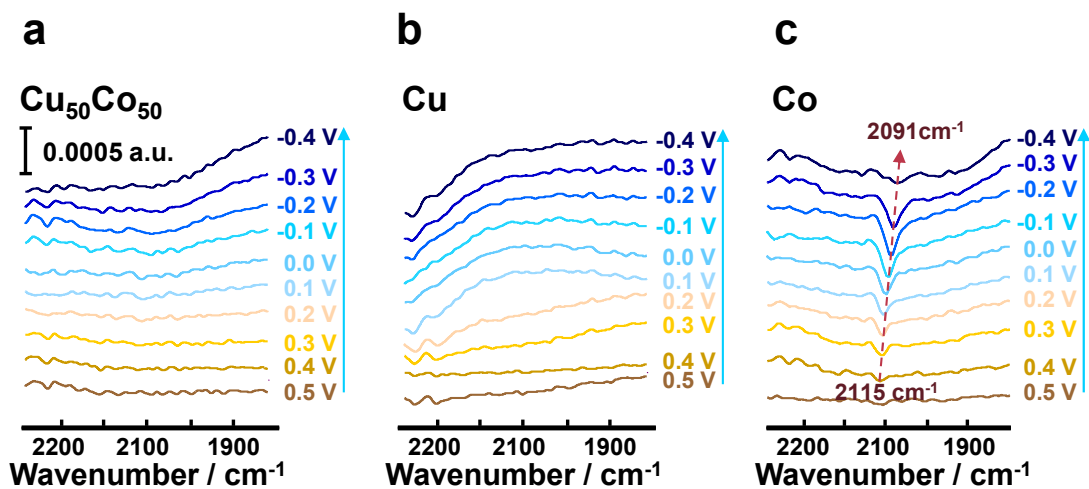 a
Cu₅₀Co₅₀
0.0005 a.u.
-0.4 V
-0.3 V
-0.2 V
-0.1 V
0.0 V
0.1 V
0.2 V
0.3 V
0.4 V
0.5 V
2200 2100 1900
Wavenumber / cm⁻¹
b
Cu
-0.4 V
-0.3 V
-0.2 V
-0.1 V
0.0 V
0.1 V
0.2 V
0.3 V
0.4 V
0.5 V
2200 2100 1900
Wavenumber / cm⁻¹
c
Co
2091cm⁻¹
-0.4 V
-0.3 V
-0.2 V
-0.1 V
0.0 V
0.1 V
0.2 V
0.3 V
0.4 V
2115 cm⁻¹
0.5 V
2200 2100 1900
Wavenumber / cm⁻¹